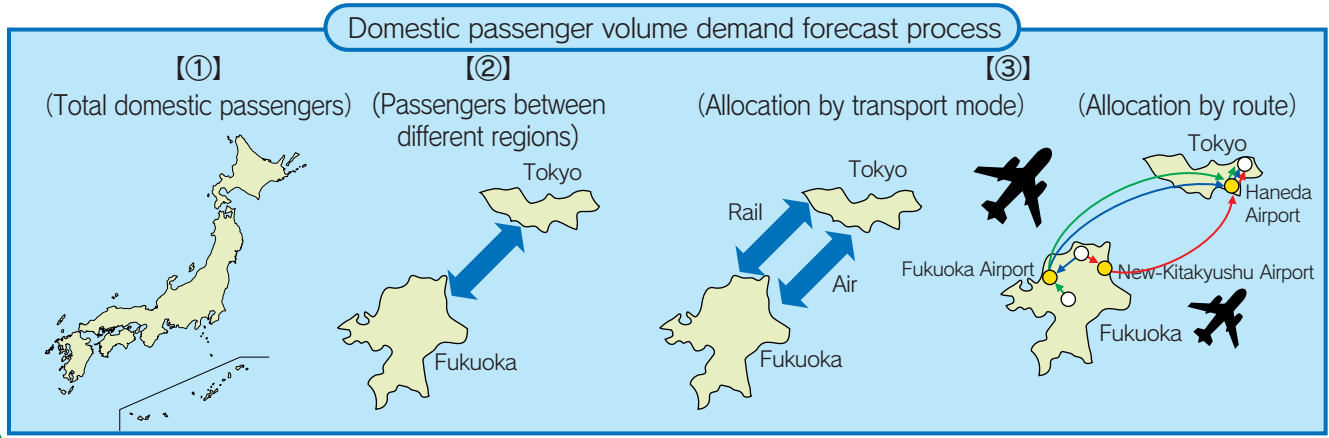 Domestic passenger volume demand forecast process
【①】
(Total domestic passengers)
【②】
(Passengers between
different regions)
Tokyo
Fukuoka
【③】
(Allocation by transport mode)
Tokyo
Rail
Air
Fukuoka
(Allocation by route)
Tokyo
Haneda
Airport
Fukuoka Airport
New-Kitakyushu Airport
Fukuoka